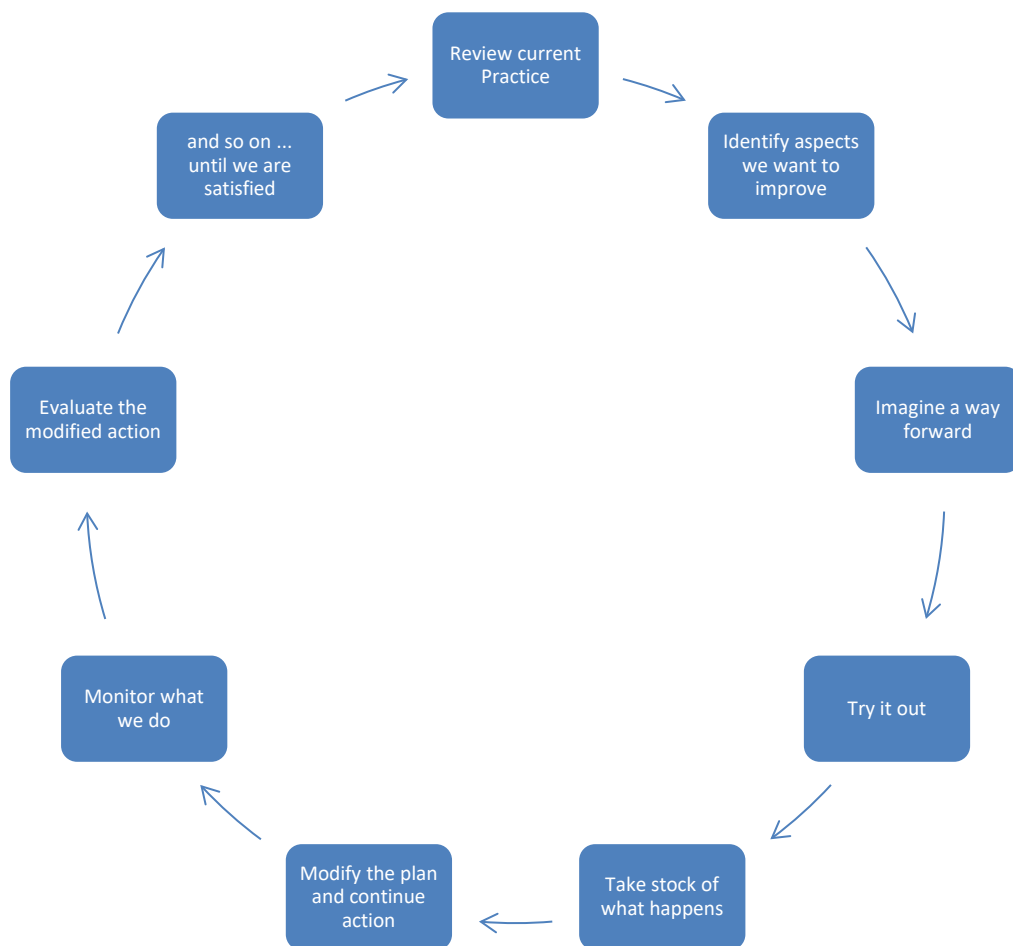 Review current
Practice
Identify aspects
we want to
improve
Imagine a way
forward
Try it out
Take stock of
what happens
Modify the plan
and continue
action
Monitor what
we do
Evaluate the
modified action
and so on ...
until we are
satisfied